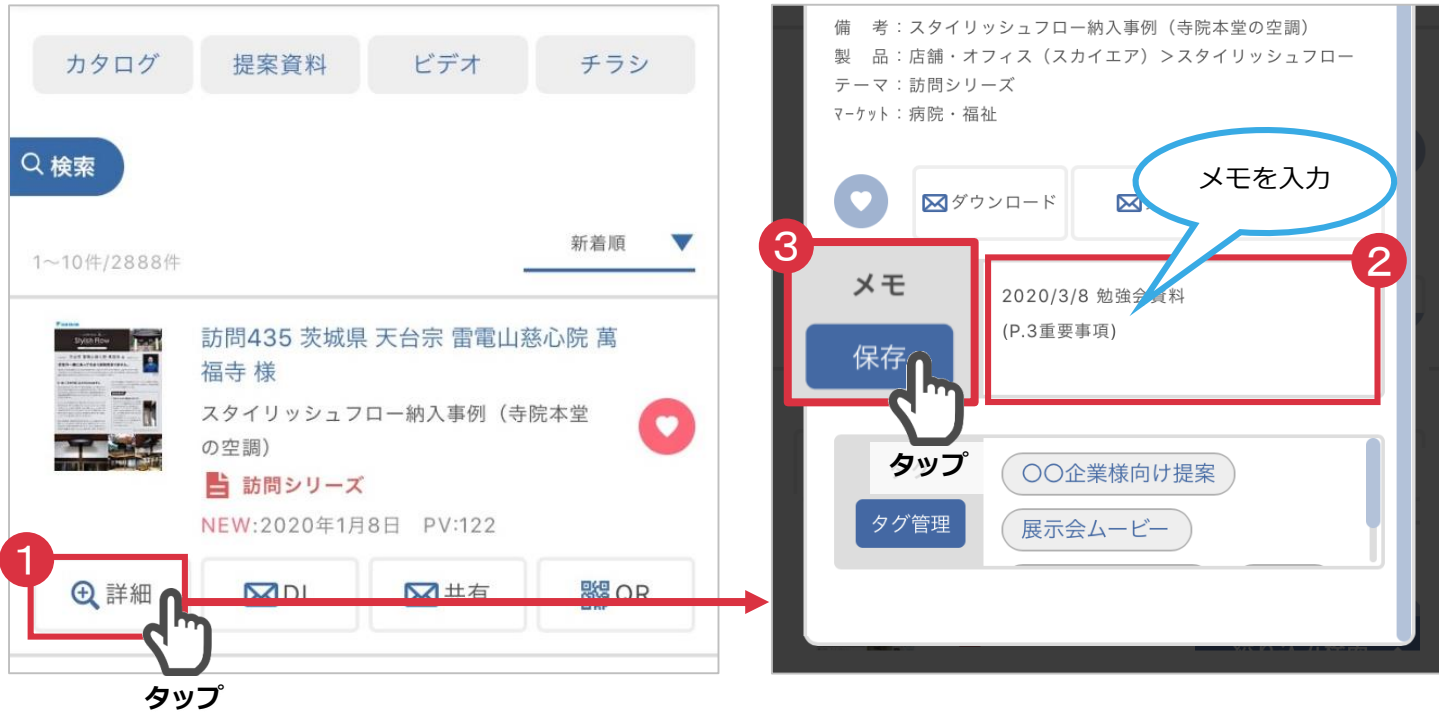 カタログ
提案資料
ビデオ
チラシ
検索
新着順
1〜10件/2888件
Stylish Flow
訪問435 茨城県 天台宗 雷電山慈心院 萬
福寺 様
スタイリッシュフロー納入事例（寺院本堂
の空調）
訪問シリーズ
NEW:2020年1月8日 PV:122
1
詳細
DL
共有
QR
タップ
備 考：スタイリッシュフロー納入事例（寺院本堂の空調）
製 品：店舗・オフィス（スカイエア）＞スタイリッシュフロー
テーマ：訪問シリーズ
ﾏｰｹｯﾄ：病院・福祉
メモを入力
ダウンロード
3
メモ
保存
タップ
2
2020/3/8 勉強会資料
(P.3重要事項)
タグ管理
〇〇企業様向け提案
展示会ムービー